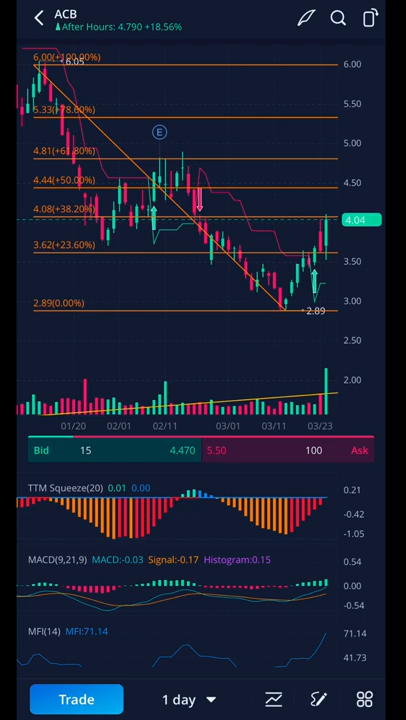 ACB
After Hours: 4.790 +18.56%
6.00(+100.00%)
6.05
6.00
5.33(+78.60%)
5.50
E
5.00
4.81(+61.80%)
4.44(+50.00%)
4.50
4.08(+38.20%)
4.04
3.62(+23.60%)
3.50
2.89(0.00%)
2.89
3.00
2.50
2.00
01/20 02/01 02/11 03/01 03/11 03/23
Bid 15 4.470 5.50 100 Ask
TTM Squeeze(20) 0.01 0.00
0.21
-0.42
-1.05
MACD(9,21,9) MACD:-0.03 Signal:-0.17 Histogram:0.15
0.54
0.00
-0.54
MFI(14) MFI:71.14
71.14
41.73
Trade 1 day